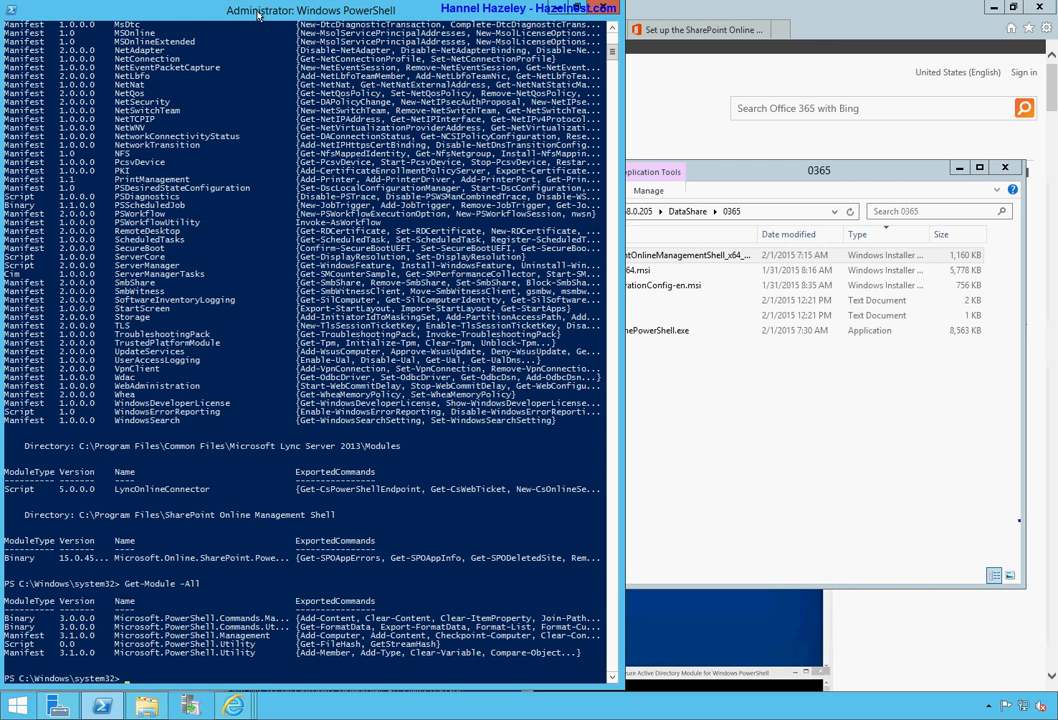 Administrator: Windows PowerShell
Hannel Hazeley - Hazelnest.com
Manifest 1.0 MsDtc {New-DtcDiagnosticTransaction, Complete-DtcDiagnosticTransac...
Manifest 1.0 MSOnline {New-MsolServicePrincipalAddresses, New-MsolLicenseOptions...
Manifest 1.0 MSOnlineExtended {New-MsolServicePrincipalAddresses, New-MsolLicenseOptions...
Manifest 2.0.0.0 NetAdapter {Disable-NetAdapter, Disable-NetAdapterBinding, Disable-Ne...
Manifest 1.0.0.0 NetConnection {Get-NetConnectionProfile, Set-NetConnectionProfile}
Manifest 1.0.0.0 NetEventPacketCapture {New-NetEventSession, Remove-NetEventSession, Get-NetEvent...
Manifest 2.0.0.0 NetLbfo {Add-NetLbfoTeamMember, Add-NetLbfoTeamNic, Get-NetLbfoTea...
Manifest 1.0.0.0 NetNat {Get-NetNat, Get-NetNatExternalAddress, Get-NetNatStaticMa...
Manifest 2.0.0.0 NetQos {Get-NetQosPolicy, Set-NetQosPolicy, Remove-NetQosPolicy, ...
Manifest 2.0.0.0 NetSecurity {Get-DAPolicyChange, New-NetIPsecAuthProposal, New-NetIPse...
Manifest 1.0.0.0 NetSwitchTeam {New-NetSwitchTeam, Remove-NetSwitchTeam, Get-NetSwitchTea...
Manifest 1.0.0.0 NetTCPIP {Get-NetIPAddress, Get-NetIPInterface, Get-NetIPv4Protocol...
Manifest 1.0.0.0 NetWNV {Get-NetVirtualizationProviderAddress, Get-NetVirtualizati...
Manifest 1.0.0.0 NetworkConnectivityStatus {Get-DAConnectionStatus, Get-NCSIPolicyConfiguration, Rese...
Manifest 1.0.0.0 NetworkTransition {Add-NetIPHttpsCertBinding, Disable-NetDnsTransitionConfig...
Manifest 1.0 NFS {Get-NfsMappedIdentity, Get-NfsNetgroup, Install-NfsMappin...
Manifest 1.0.0.0 PcsvDevice {Get-PcsvDevice, Start-PcsvDevice, Stop-PcsvDevice, Restar...
Manifest 1.0.0.0 PKI {Add-CertificateEnrollmentPolicyServer, Export-Certificate...
Manifest 1.1 PrintManagement {Add-Printer, Add-PrinterDriver, Add-PrinterPort, Get-Prin...
Manifest 1.0 PSDesiredStateConfiguration {Set-DscLocalConfigurationManager, Start-DscConfiguration,...
Script 1.0.0.0 PSDiagnostics {Disable-PSTrace, Disable-PSWSManCombinedTrace, Disable-WS...
Binary 1.1.0.0 PSScheduledJob {New-JobTrigger, Add-JobTrigger, Remove-JobTrigger, Get-Jo...
Manifest 2.0.0.0 PSWorkflow {New-PSWorkflowExecutionOption, New-PSWorkflowSession, nwsn}
Manifest 1.0.0.0 PSWorkflowUtility Invoke-AsWorkflow
Manifest 2.0.0.0 RemoteDesktop {Get-RDCertificate, Set-RDCertificate, New-RDCertificate, ...
Manifest 1.0.0.0 ScheduledTasks {Get-ScheduledTask, Set-ScheduledTask, Register-ScheduledT...
Manifest 2.0.0.0 SecureBoot {Confirm-SecureBootUEFI, Set-SecureBootUEFI, Get-SecureBoo...
Script 1.0.0.0 ServerCore {Get-DisplayResolution, Set-DisplayResolution}
Script 2.0.0.0 ServerManager {Get-WindowsFeature, Install-WindowsFeature, Uninstall-Win...
Cim 1.0.0.0 ServerManagerTasks {Get-SMCounterSample, Get-SMPerformanceCollector, Start-SM...
Manifest 2.0.0.0 SmbShare {Get-SmbShare, Remove-SmbShare, Set-SmbShare, Block-SmbSha...
Manifest 2.0.0.0 SmbWitness {Get-SmbWitnessClient, Move-SmbWitnessClient, gsmbw, msmbw...
Manifest 1.0.0.0 SoftwareInventoryLogging {Get-SilComputer, Get-SilComputerIdentity, Get-SilSoftware...
Manifest 1.0.0.0 StartScreen {Export-StartLayout, Import-StartLayout, Get-StartApps}
Manifest 2.0.0.0 Storage {Add-InitiatorIdToMaskingSet, Add-PartitionAccessPath, Add...
Manifest 2.0.0.0 TLS {New-TlsSessionTicketKey, Enable-TlsSessionTicketKey, Disa...
Manifest 1.0.0.0 TroubleshootingPack {Get-TroubleshootingPack, Invoke-TroubleshootingPack}
Manifest 2.0.0.0 TrustedPlatformModule {Get-Tpm, Initialize-Tpm, Clear-Tpm, Unblock-Tpm...}
Manifest 2.0.0.0 UpdateServices {Add-WsusComputer, Approve-WsusUpdate, Deny-WsusUpdate, Ge...
Manifest 1.0.0.0 UserAccessLogging {Enable-Ual, Disable-Ual, Get-Ual, Get-UalDns...}
Manifest 2.0.0.0 VpnClient {Add-VpnConnection, Set-VpnConnection, Remove-VpnConnectio...
Manifest 1.0.0.0 Wdac {Get-OdbcDriver, Set-OdbcDriver, Get-OdbcDsn, Add-OdbcDsn...}
Manifest 1.0.0.0 WebAdministration {Start-WebCommitDelay, Stop-WebCommitDelay, Get-WebConfigu...
Manifest 2.0.0.0 Whea {Get-WheaMemoryPolicy, Set-WheaMemoryPolicy}
Manifest 1.0.0.0 WindowsDeveloperLicense {Get-WindowsDeveloperLicense, Show-WindowsDeveloperLicense...
Script 1.0 WindowsErrorReporting {Enable-WindowsErrorReporting, Disable-WindowsErrorReporti...
Manifest 1.0.0.0 WindowsSearch {Get-WindowsSearchSetting, Set-WindowsSearchSetting}
Directory: C:\Program Files\Common Files\Microsoft Lync Server 2013\Modules
ModuleType Version Name ExportedCommands
---------- ------- ---- ----------------
Script 5.0.0.0 LyncOnlineConnector {Get-CsPowerShellEndpoint, Get-CsWebTicket, New-CsOnlineSe...
Directory: C:\Program Files\SharePoint Online Management Shell
ModuleType Version Name ExportedCommands
---------- ------- ---- ----------------
Binary 15.0.45... Microsoft.Online.SharePoint.Powe... {Get-SPOAppErrors, Get-SPOAppInfo, Get-SPODeletedSite, Rem...
PS C:\Windows\system32> Get-Module -All
ModuleType Version Name ExportedCommands
---------- ------- ---- ----------------
Binary 3.0.0.0 Microsoft.PowerShell.Commands.Ma... {Add-Content, Clear-Content, Clear-ItemProperty, Join-Path...
Binary 3.0.0.0 Microsoft.PowerShell.Commands.Ut... {Get-FormatData, Export-FormatData, Format-List, Format-Cu...
Manifest 3.1.0.0 Microsoft.PowerShell.Management {Add-Computer, Add-Content, Checkpoint-Computer, Clear-Con...
Script 0.0 Microsoft.PowerShell.Utility {Get-FileHash, GetStreamHash}
Manifest 3.1.0.0 Microsoft.PowerShell.Utility {Add-Member, Add-Type, Clear-Variable, Compare-Object...}
PS C:\Windows\system32> _
Set up the SharePoint Online ...
United States (English) Sign in
Search Office 365 with Bing
pplication Tools 0365
Manage
8.0.205 DataShare 0365 Search 0365
Date modified Type Size
ntOnlineManagementShell_x64_... 2/1/2015 7:15 AM Windows Installer ... 1,160 KB
64.msi 1/31/2015 8:16 AM Windows Installer ... 5,778 KB
rationConfig-en.msi 1/31/2015 8:35 AM Windows Installer ... 756 KB
2/1/2015 12:21 PM Text Document 2 KB
2/1/2015 12:21 PM Text Document 1 KB
nePowerShell.exe 2/1/2015 7:30 AM Application 8,563 KB
ure Active Directory Module for Windows PowerShell